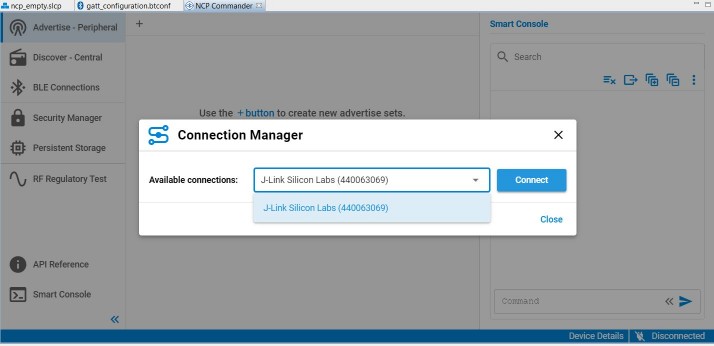 ncp_empty.slcp
gatt_configuration.btconf
NCP Commander
Advertise - Peripheral
+
Smart Console
Discover - Central
Search
BLE Connections
Use the +button to create new advertise sets.
Security Manager
Connection Manager
Persistent Storage
Available connections:
J-Link Silicon Labs (440063069)
Connect
RF Regulatory Test
J-Link Silicon Labs (440063069)
Close
API Reference
Smart Console
Command
Device Details
Disconnected